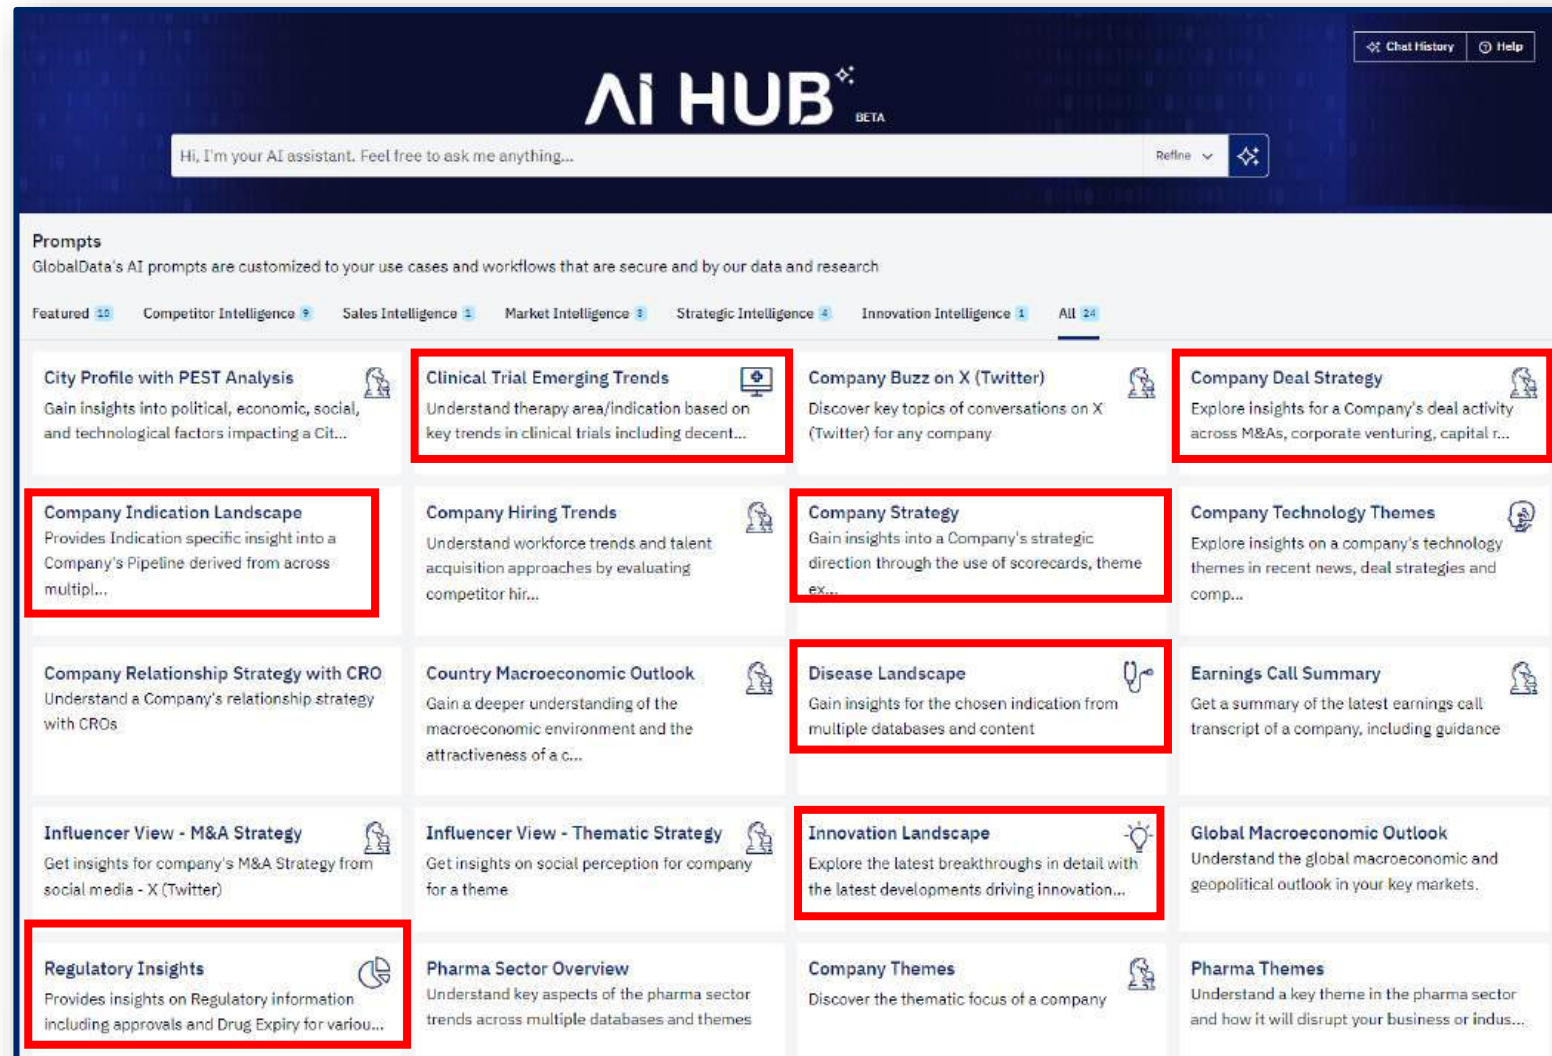 Chat History
Help
AI HUB
BETA
Hi, I'm your AI assistant. Feel free to ask me anything...
Refine
Prompts
GlobalData's AI prompts are customized to your use cases and workflows that are secure and by our data and research
Featured 10 Competitor Intelligence 9 Sales Intelligence 1 Market Intelligence 3 Strategic Intelligence 4 Innovation Intelligence 1 All 24
City Profile with PEST Analysis
Gain insights into political, economic, social,
and technological factors impacting a Cit...
Clinical Trial Emerging Trends
Understand therapy area/indication based on
key trends in clinical trials including decent...
Company Buzz on X (Twitter)
Discover key topics of conversations on X
(Twitter) for any company
Company Deal Strategy
Explore insights for a Company's deal activity
across M&As, corporate venturing, capital r...
Company Indication Landscape
Provides Indication specific insight into a
Company's Pipeline derived from across
multipl...
Company Hiring Trends
Understand workforce trends and talent
acquisition approaches by evaluating
competitor hir...
Company Strategy
Gain insights into a Company's strategic
direction through the use of scorecards, theme
ex...
Company Technology Themes
Explore insights on a company's technology
themes in recent news, deal strategies and
comp...
Company Relationship Strategy with CRO
Understand a Company's relationship strategy
with CROs
Country Macroeconomic Outlook
Gain a deeper understanding of the
macroeconomic environment and the
attractiveness of a c...
Disease Landscape
Gain insights for the chosen indication from
multiple databases and content
Earnings Call Summary
Get a summary of the latest earnings call
transcript of a company, including guidance
Influencer View - M&A Strategy
Get insights for company's M&A Strategy from
social media - X (Twitter)
Influencer View - Thematic Strategy
Get insights on social perception for company
for a theme
Innovation Landscape
Explore the latest breakthroughs in detail with
the latest developments driving innovation...
Global Macroeconomic Outlook
Understand the global macroeconomic and
geopolitical outlook in your key markets.
Regulatory Insights
Provides insights on Regulatory information
including approvals and Drug Expiry for variou...
Pharma Sector Overview
Understand key aspects of the pharma sector
trends across multiple databases and themes
Company Themes
Discover the thematic focus of a company
Pharma Themes
Understand a key theme in the pharma sector
and how it will disrupt your business or indus...